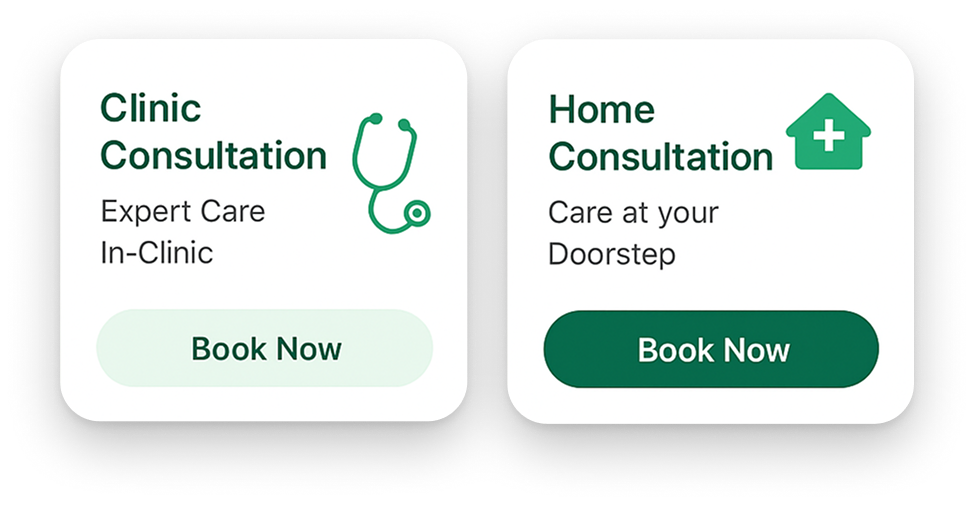 Clinic
Consultation
Expert Care
In-Clinic
Book Now
Home
Consultation
Care at your
Doorstep
Book Now